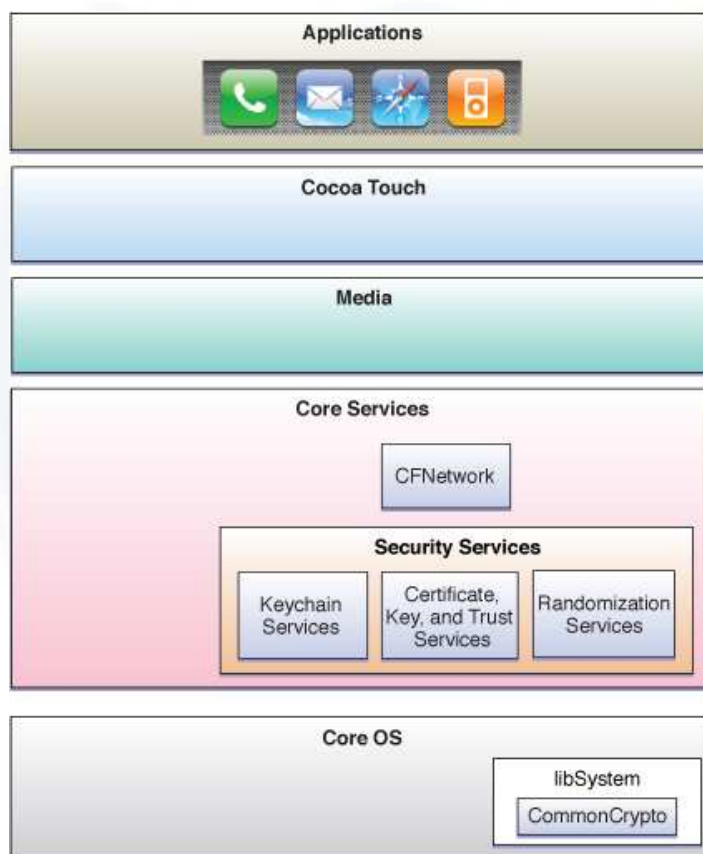 Applications
Cocoa Touch
Media
Core Services
CFNetwork
Security Services
Keychain
Services
Certificate,
Key, and Trust
Services
Randomization
Services
Core OS
libSystem
CommonCrypto